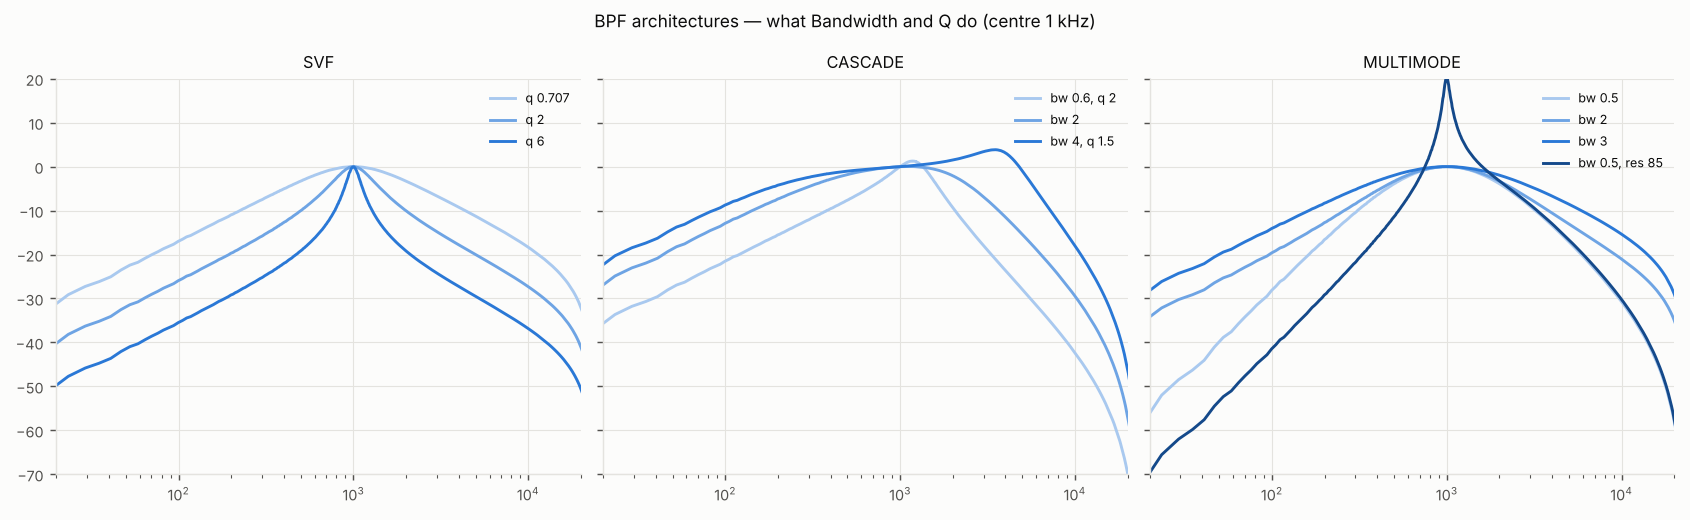 BPF architectures — what Bandwidth and Q do (centre 1 kHz)
SVF
20
10
0
−10
−20
−30
−40
−50
−60
−70
q 0.707
q 2
q 6
10²
10³
10⁴
CASCADE
bw 0.6, q 2
bw 2
bw 4, q 1.5
10²
10³
10⁴
MULTIMODE
bw 0.5
bw 2
bw 3
bw 0.5, res 85
10²
10³
10⁴